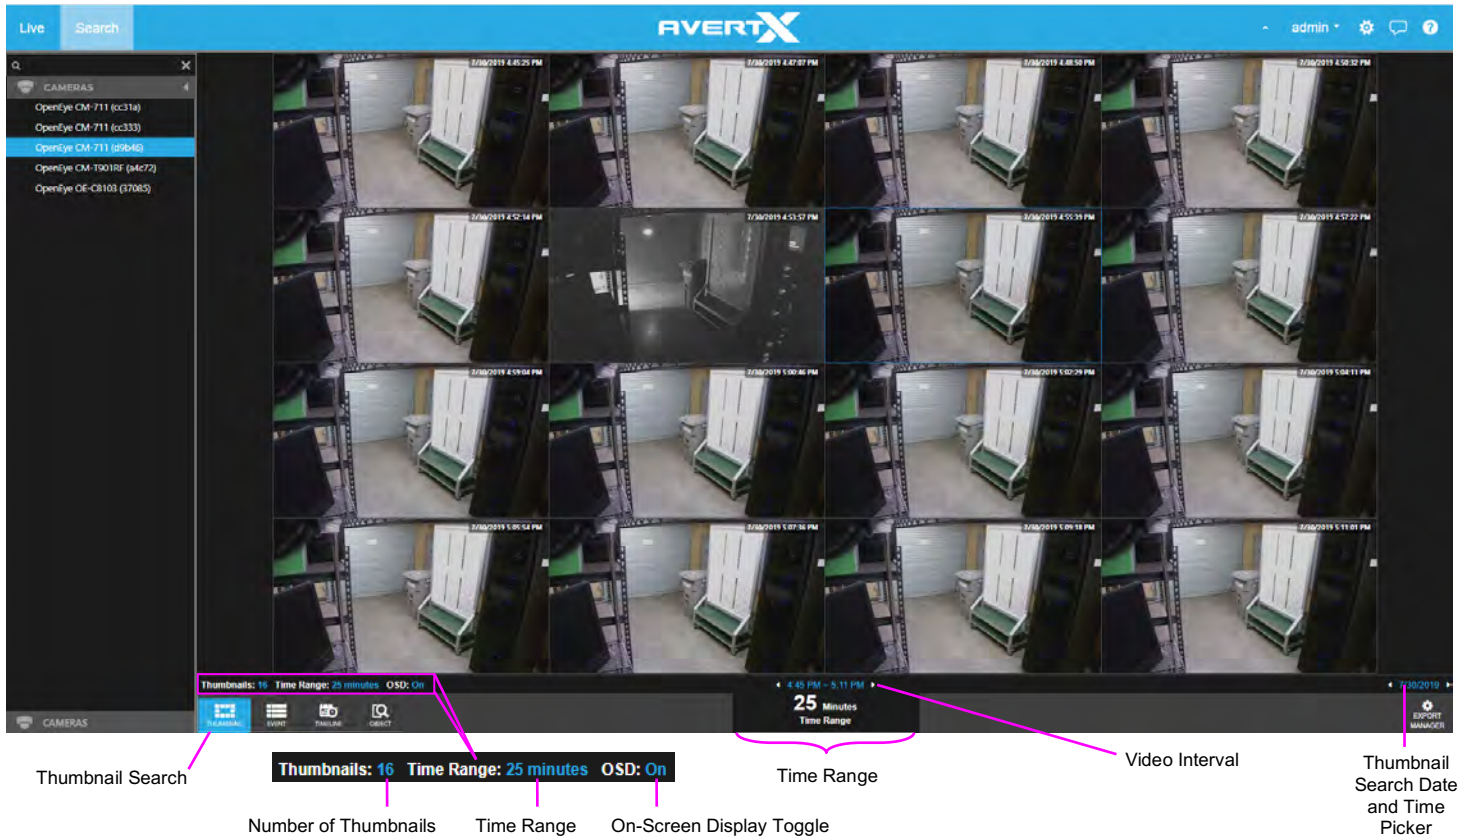 Live
Search
AVERTX
admin
CAMERAS
OpenEye CM-711 (cc31a)
OpenEye CM-711 (cc333)
OpenEye CM-711 (d9b46)
OpenEye CM-T901RF (a4c72)
OpenEye OE-C8103 (37085)
7/30/2019 4:45:25 PM
7/30/2019 4:47:07 PM
7/30/2019 4:48:50 PM
7/30/2019 4:50:32 PM
7/30/2019 4:52:14 PM
7/30/2019 4:53:57 PM
7/30/2019 4:55:39 PM
7/30/2019 4:57:22 PM
7/30/2019 4:59:04 PM
7/30/2019 5:00:46 PM
7/30/2019 5:02:29 PM
7/30/2019 5:04:11 PM
7/30/2019 5:05:54 PM
7/30/2019 5:07:36 PM
7/30/2019 5:09:18 PM
7/30/2019 5:11:01 PM
Thumbnails: 16 Time Range: 25 minutes OSD: On
4:45 PM - 5:11 PM
7/30/2019
CAMERAS
THUMBNAIL
EVENT
TIMELINE
OBJECT
25 Minutes
Time Range
EXPORT
MANAGER
Thumbnail Search
Thumbnails: 16 Time Range: 25 minutes OSD: On
Number of Thumbnails
Time Range
On-Screen Display Toggle
Time Range
Video Interval
Thumbnail
Search Date
and Time
Picker